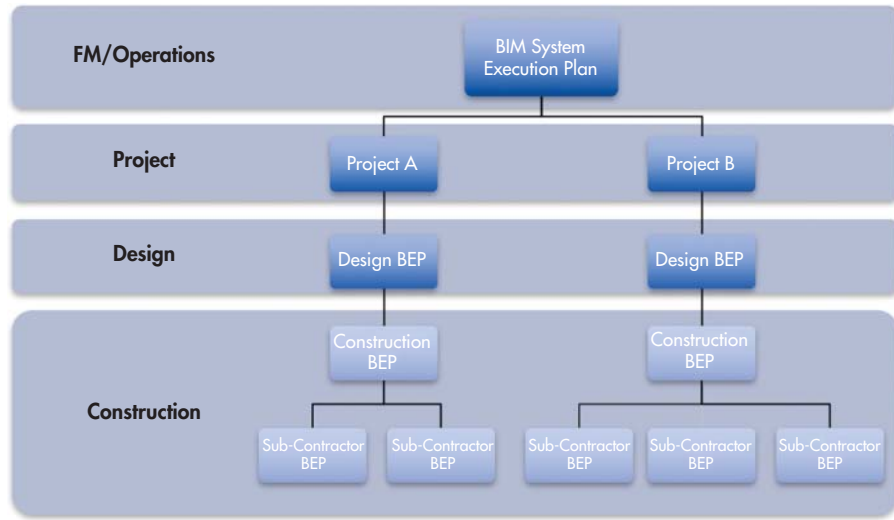 FM/Operations
BIM System
Execution Plan
Project
Project A
Project B
Design
Design BEP
Design BEP
Construction
BEP
Construction
BEP
Construction
Sub-Contractor
BEP
Sub-Contractor
BEP
Sub-Contractor
BEP
Sub-Contractor
BEP
Sub-Contractor
BEP